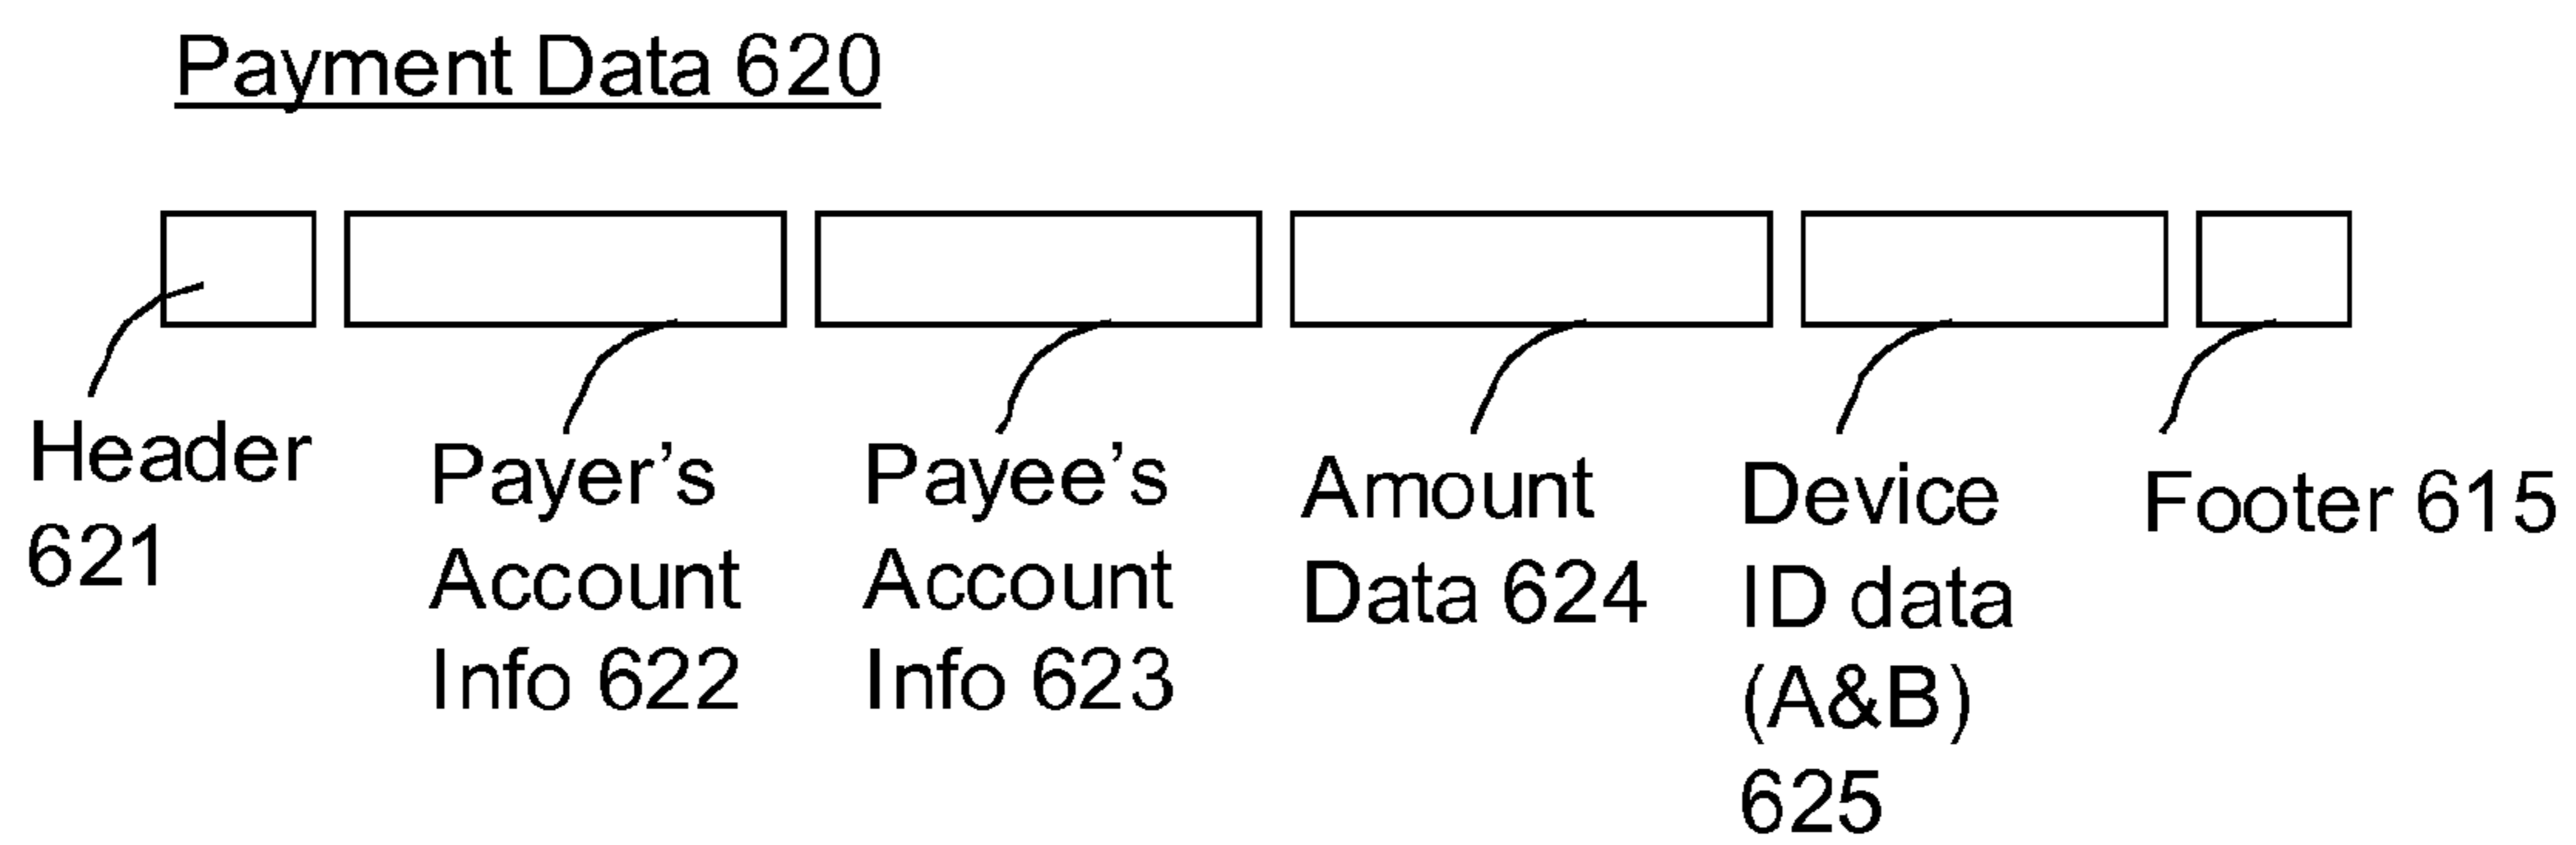 Payment Data 620
Header
621
Payer’s
Account
Info 622
Payee’s
Account
Info 623
Amount
Data 624
Device
ID data
(A&B)
625
Footer 615